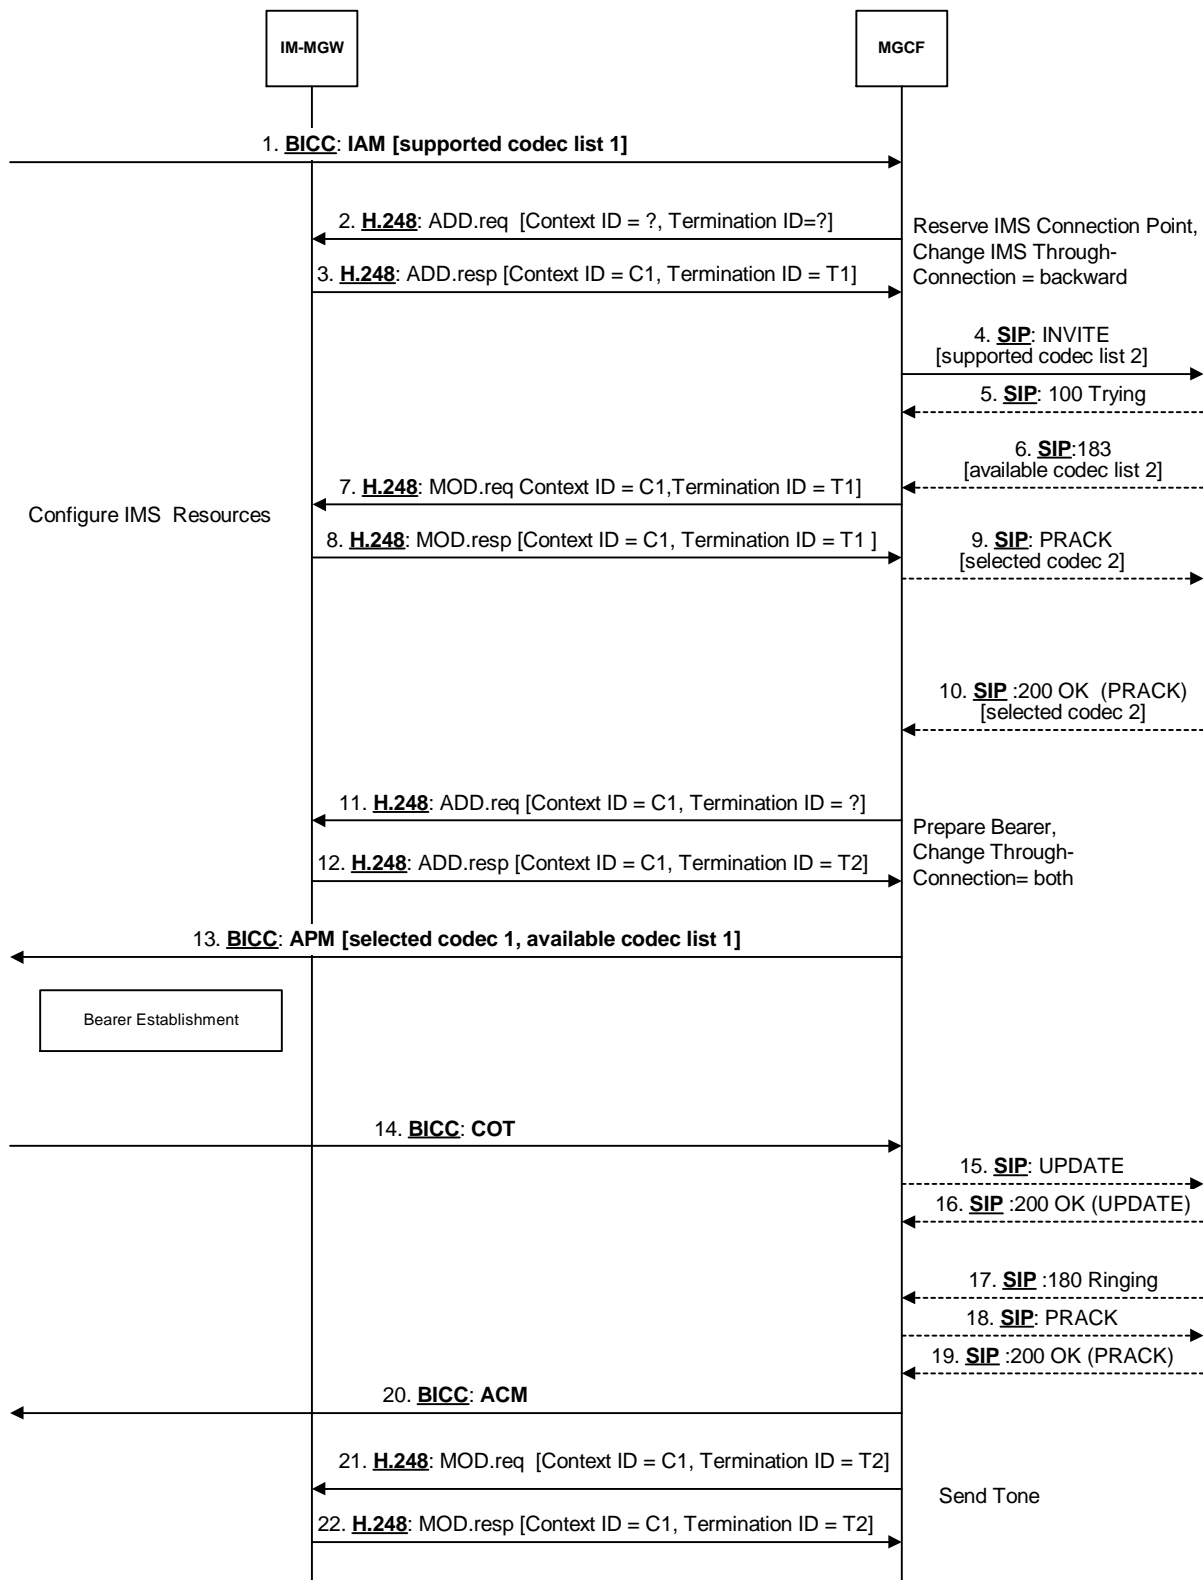 IM-MGW
MGCF
1. BICC: IAM [supported codec list 1]
2. H.248: ADD.req [Context ID = ?, Termination ID=?]
Reserve IMS Connection Point,
Change IMS Through-
Connection = backward
3. H.248: ADD.resp [Context ID = C1, Termination ID = T1]
4. SIP: INVITE
[supported codec list 2]
5. SIP: 100 Trying
6. SIP:183
[available codec list 2]
7. H.248: MOD.req Context ID = C1,Termination ID = T1]
Configure IMS Resources
8. H.248: MOD.resp [Context ID = C1, Termination ID = T1 ]
9. SIP: PRACK
[selected codec 2]
10. SIP :200 OK (PRACK)
[selected codec 2]
11. H.248: ADD.req [Context ID = C1, Termination ID = ?]
Prepare Bearer,
Change Through-
Connection= both
12. H.248: ADD.resp [Context ID = C1, Termination ID = T2]
13. BICC: APM [selected codec 1, available codec list 1]
Bearer Establishment
14. BICC: COT
15. SIP: UPDATE
16. SIP :200 OK (UPDATE)
17. SIP :180 Ringing
18. SIP: PRACK
19. SIP :200 OK (PRACK)
20. BICC: ACM
21. H.248: MOD.req [Context ID = C1, Termination ID = T2]
Send Tone
22. H.248: MOD.resp [Context ID = C1, Termination ID = T2]